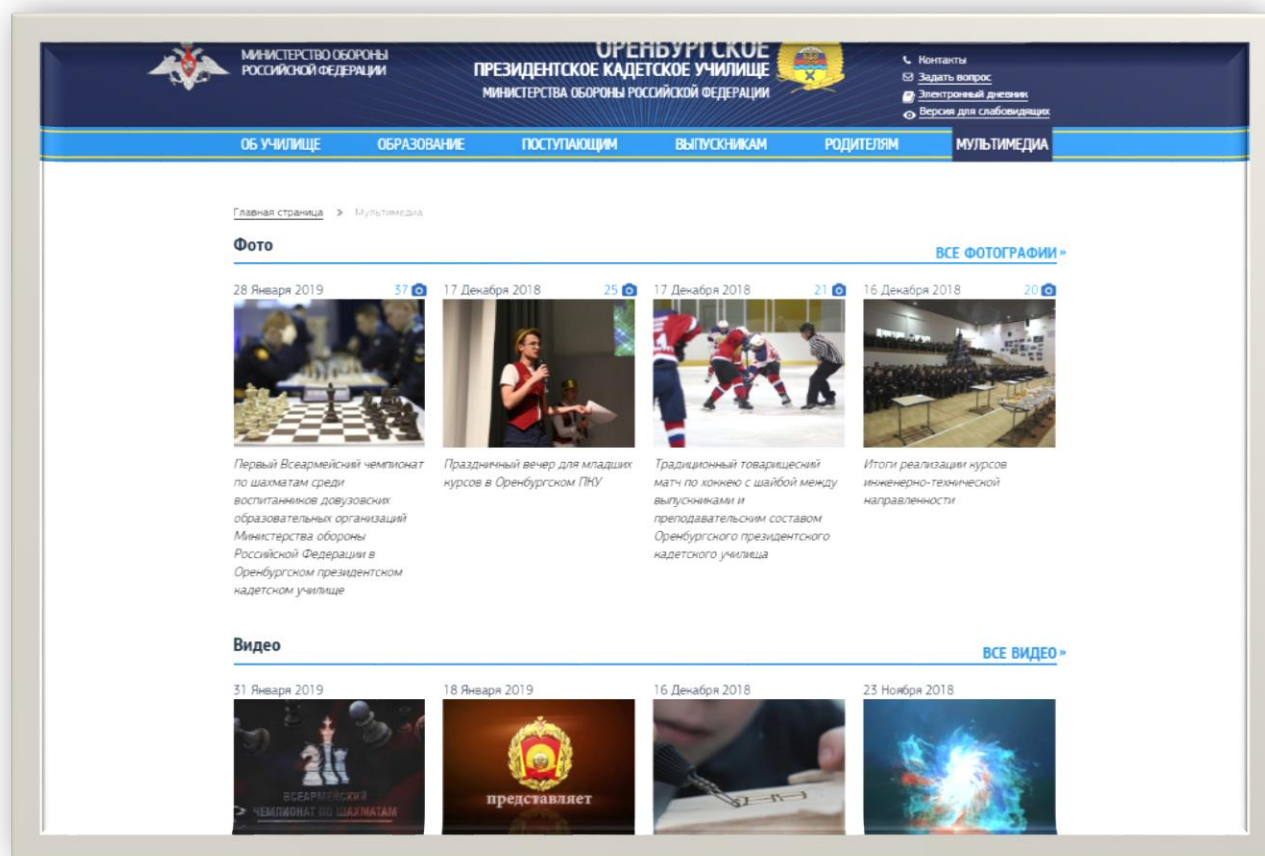 МИНИСТЕРСТВО ОБОРОНЫ
РОССИЙСКОЙ ФЕДЕРАЦИИ
ОРЕНБУРГСКОЕ
ПРЕЗИДЕНТСКОЕ КАДЕТСКОЕ УЧИЛИЩЕ
МИНИСТЕРСТВА ОБОРОНЫ РОССИЙСКОЙ ФЕДЕРАЦИИ
Контакты
Задать вопрос
Электронный дневник
Версия для слабовидящих
ОБ УЧИЛИЩЕ ОБРАЗОВАНИЕ ПОСТУПАЮЩИМ ВЫПУСКНИКАМ РОДИТЕЛЯМ МУЛЬТИМЕДИА
Главная страница » Мультимедиа
Фото
ВСЕ ФОТОГРАФИИ »
28 Января 2019 37
Первый Всеармейский чемпионат
по шахматам среди
воспитанников довузовских
образовательных организаций
Министерства обороны
Российской Федерации в
Оренбургском президентском
кадетском училище
17 Декабря 2018 25
Праздничный вечер для младших
курсов в Оренбургском ПКУ
17 Декабря 2018 21
Традиционный товарищеский
матч по хоккею с шайбой между
выпускниками и
преподавательским составом
Оренбургского президентского
кадетского училища
16 Декабря 2018 20
Итоги реализации курсов
инженерно-технической
направленности
Видео
ВСЕ ВИДЕО »
31 Января 2019
ВСЕАРМЕЙСКИЙ
ЧЕМПИОНАТ ПО ШАХМАТАМ
18 Января 2019
представляет
16 Декабря 2018
23 Ноября 2018